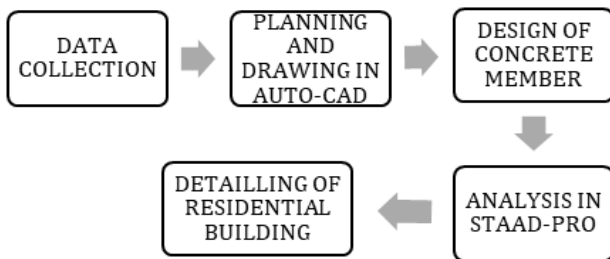 DATA
COLLECTION
PLANNING
AND
DRAWING IN
AUTO-CAD
DESIGN OF
CONCRETE
MEMBER
ANALYSIS IN
STAAD-PRO
DETAILLING OF
RESIDENTIAL
BUILDING